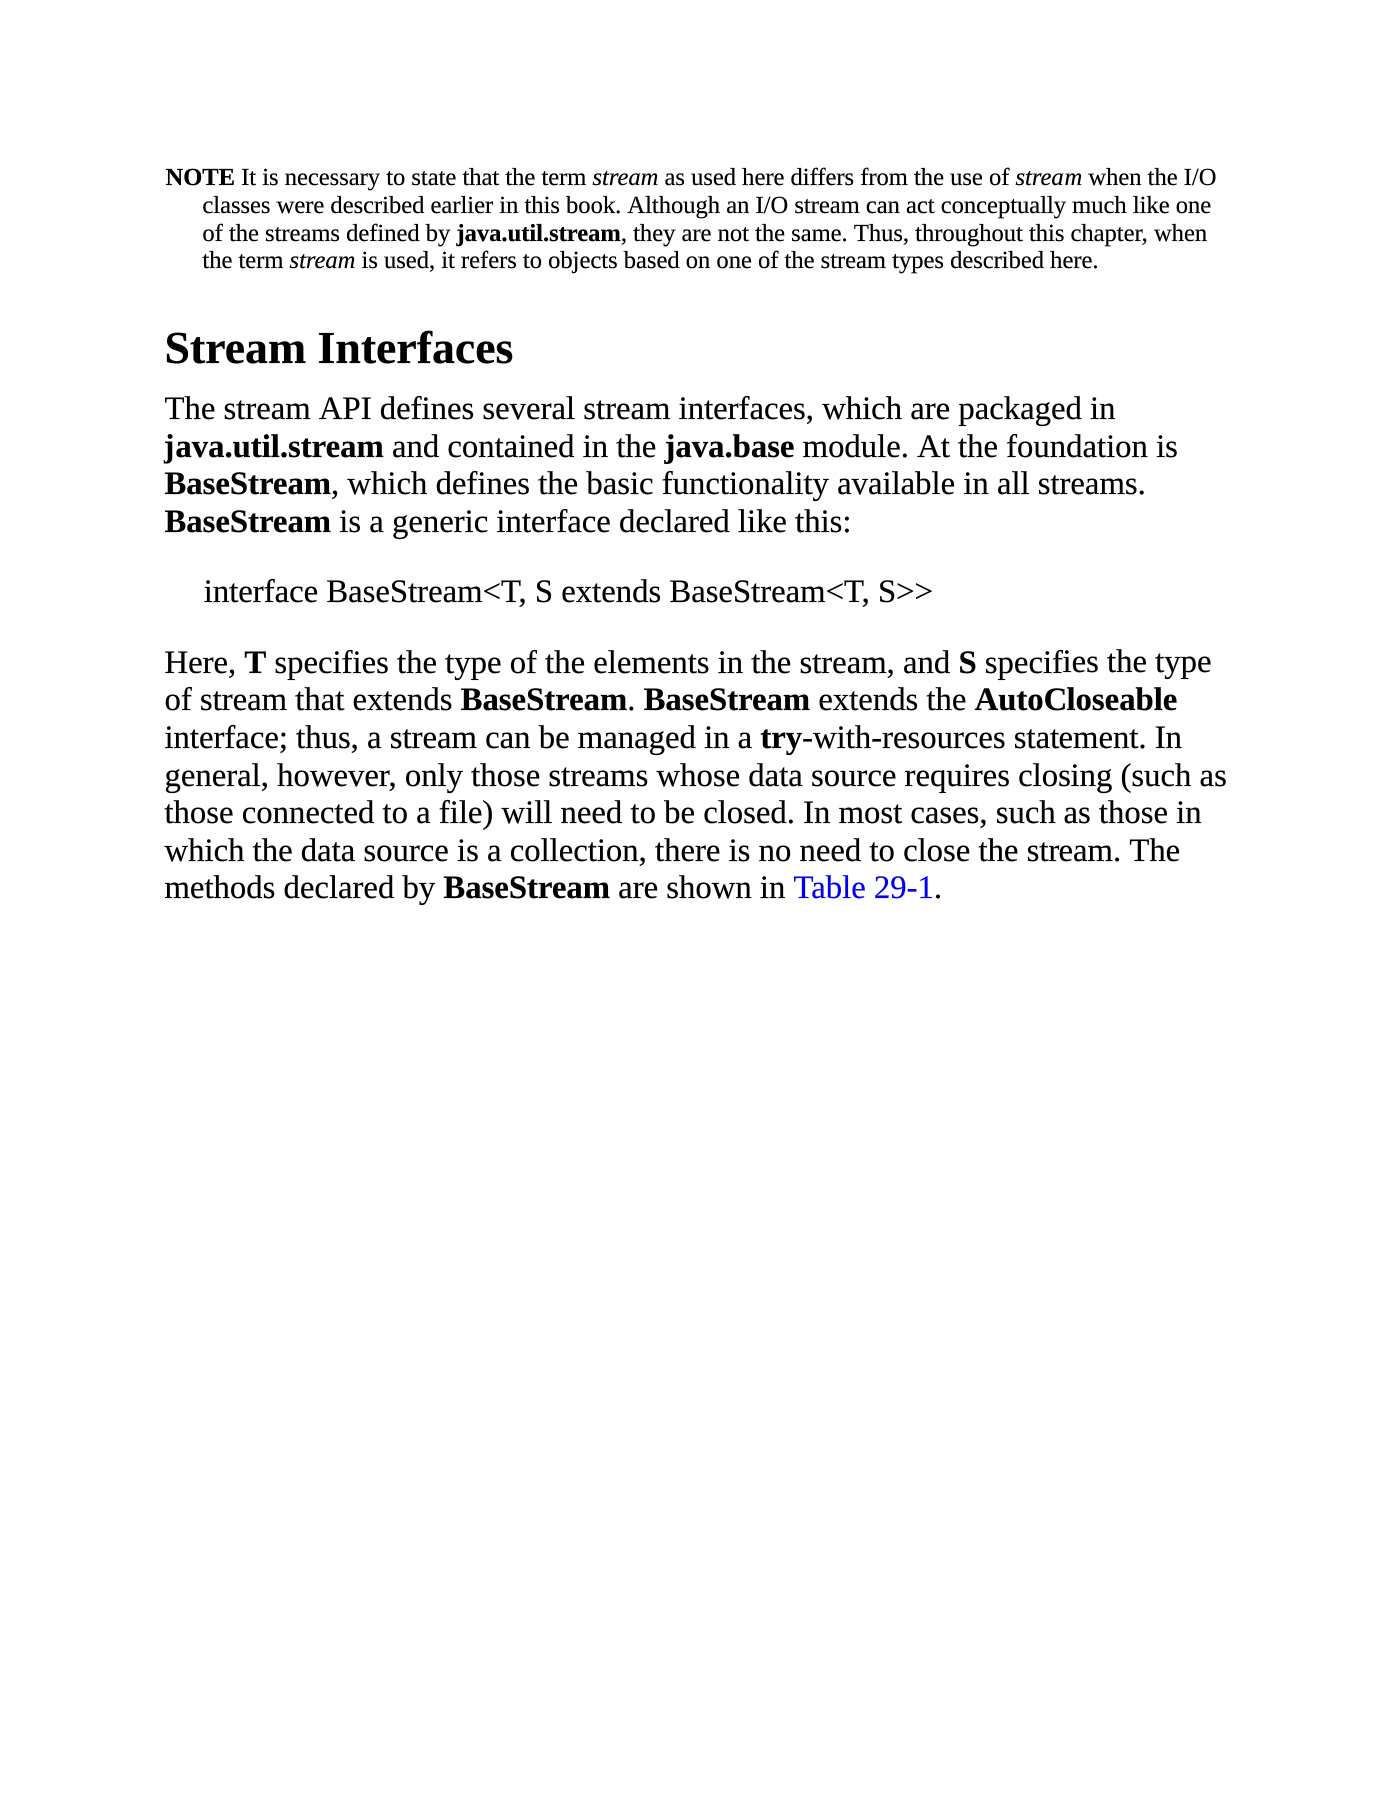 NOTE It is necessary to state that the term stream as used here differs from the use of stream when the I/O
classes were described earlier in this book. Although an I/O stream can act conceptually much like one
of the streams defined by java.util.stream, they are not the same. Thus, throughout this chapter, when
the term stream is used, it refers to objects based on one of the stream types described here.
Stream Interfaces
The stream API defines several stream interfaces, which are packaged in
java.util.stream and contained in the java.base module. At the foundation is
BaseStream, which defines the basic functionality available in all streams.
BaseStream is a generic interface declared like this:
interface BaseStream<T, S extends BaseStream<T, S>>
Here, T specifies the type of the elements in the stream, and S specifies the type
of stream that extends BaseStream. BaseStream extends the AutoCloseable
interface; thus, a stream can be managed in a try-with-resources statement. In
general, however, only those streams whose data source requires closing (such as
those connected to a file) will need to be closed. In most cases, such as those in
which the data source is a collection, there is no need to close the stream. The
methods declared by BaseStream are shown in Table 29-1.